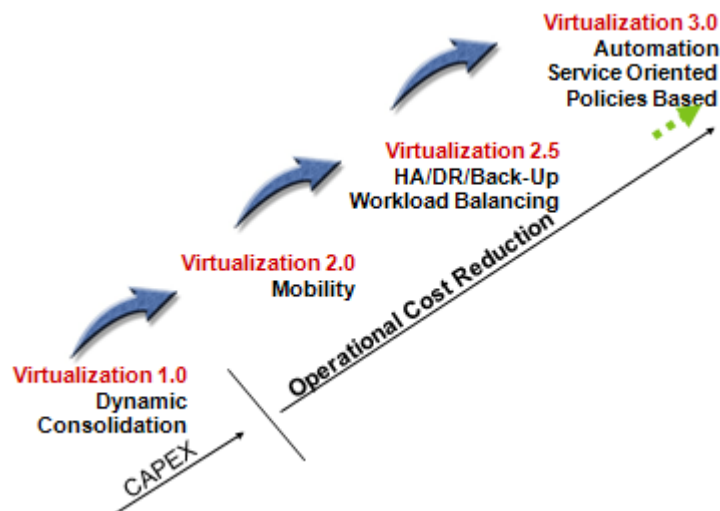 Virtualization 3.0
Automation
Service Oriented
Policies Based
Virtualization 2.5
HA/DR/Back-Up
Workload Balancing
Virtualization 2.0
Mobility
Operational Cost Reduction
Virtualization 1.0
Dynamic
Consolidation
CAPEX